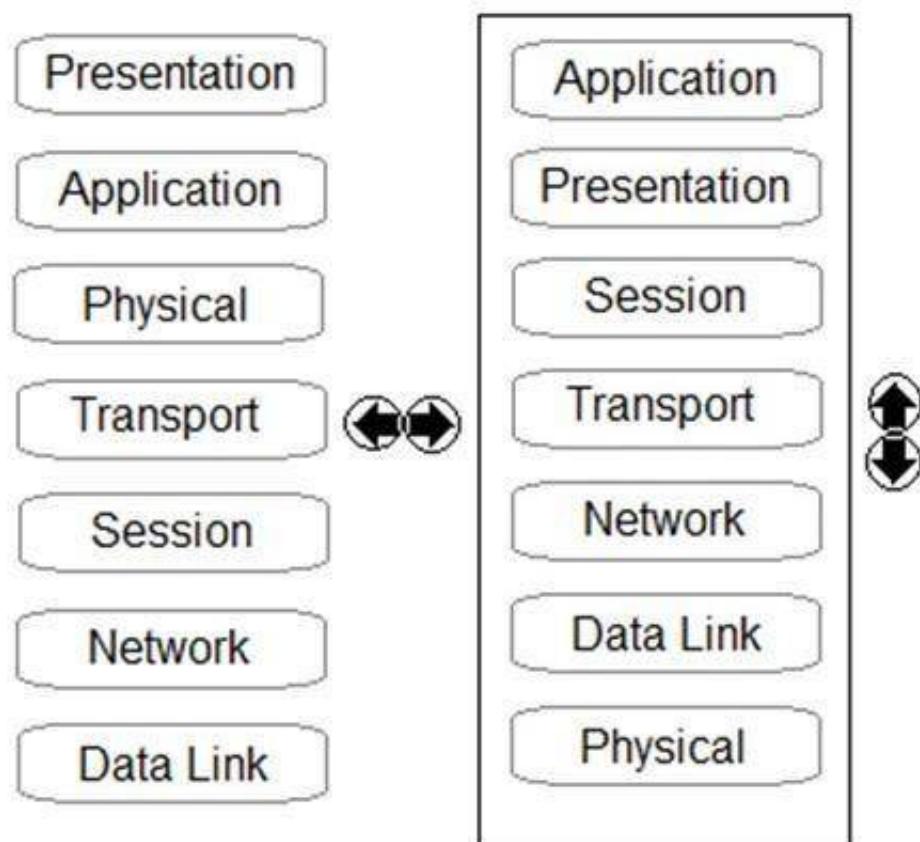 Presentation
Application
Physical
Transport
Session
Network
Data Link
Application
Presentation
Session
Transport
Network
Data Link
Physical